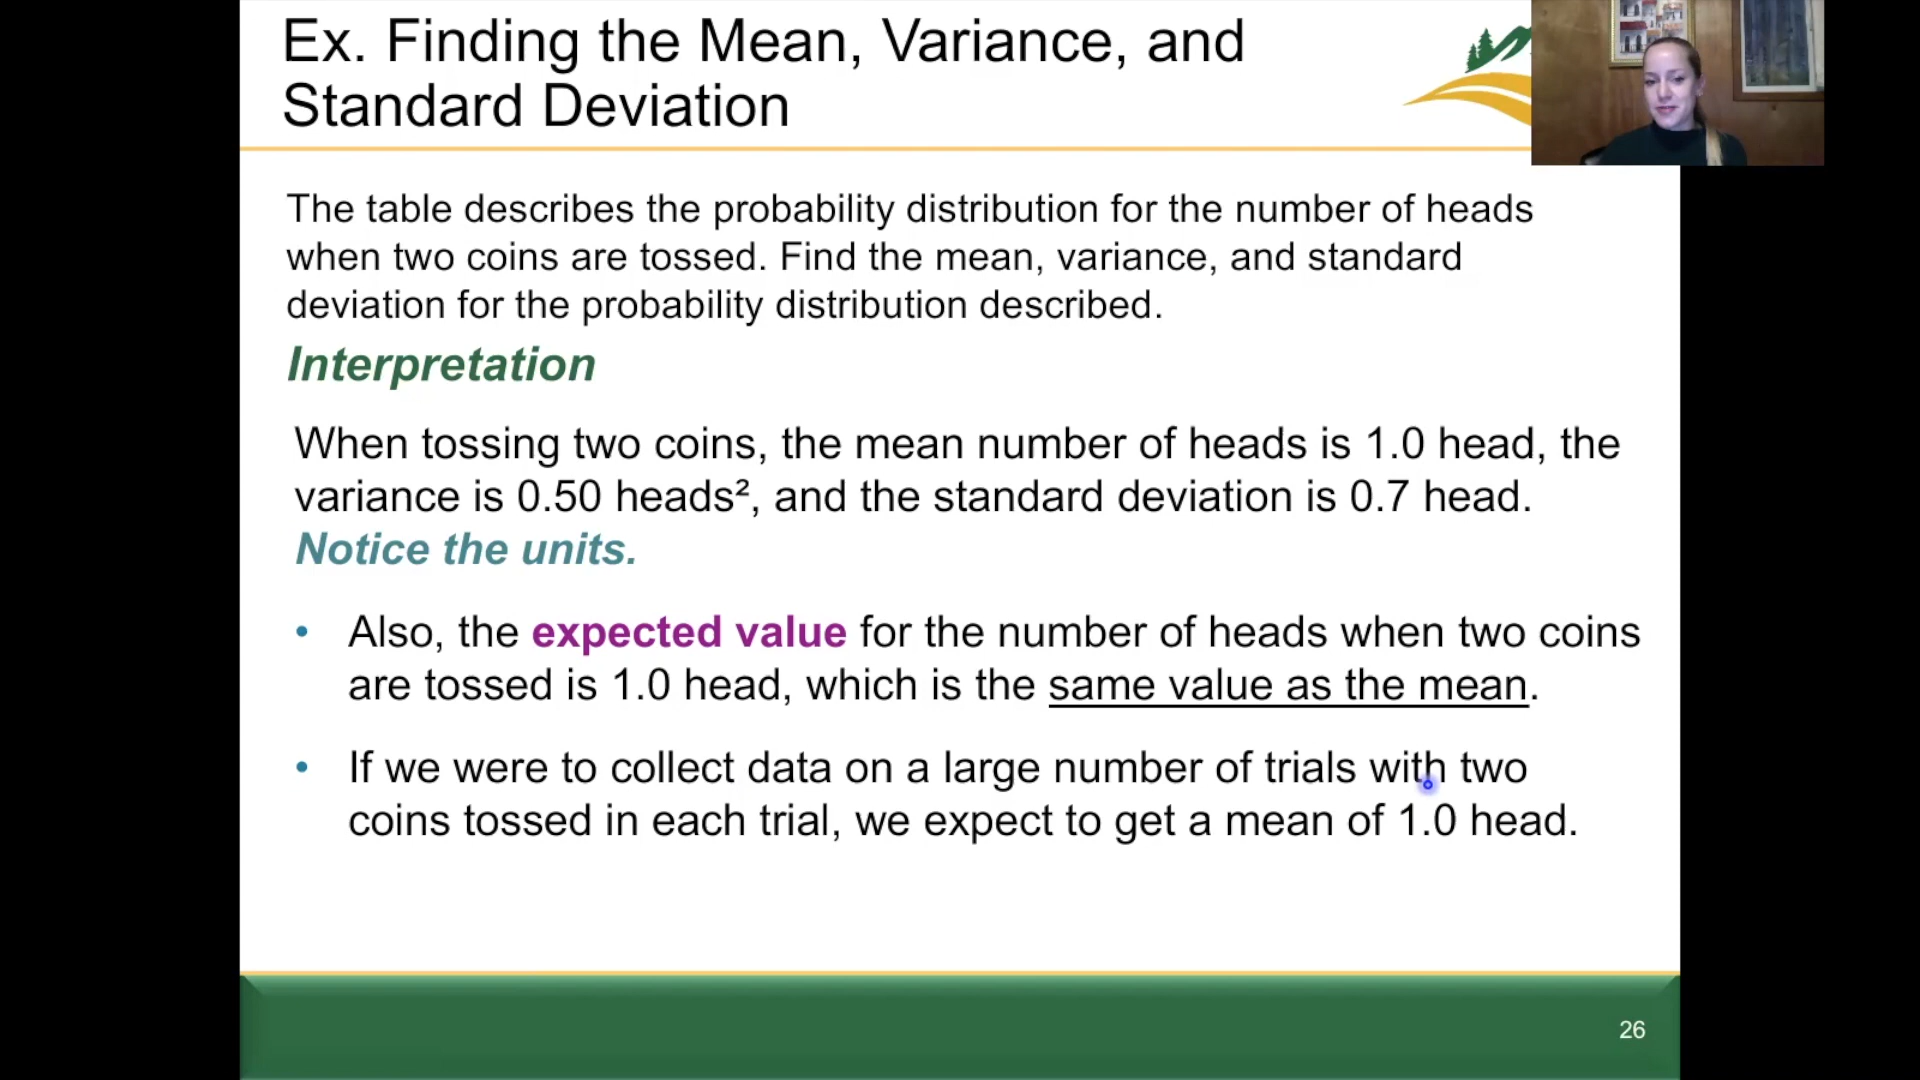 Ex. Finding the Mean, Variance, and
Standard Deviation
The table describes the probability distribution for the number of heads
when two coins are tossed. Find the mean, variance, and standard
deviation for the probability distribution described.
Interpretation
When tossing two coins, the mean number of heads is 1.0 head, the
variance is 0.50 heads², and the standard deviation is 0.7 head.
Notice the units.
• Also, the expected value for the number of heads when two coins
are tossed is 1.0 head, which is the same value as the mean.
• If we were to collect data on a large number of trials with two
coins tossed in each trial, we expect to get a mean of 1.0 head.
26